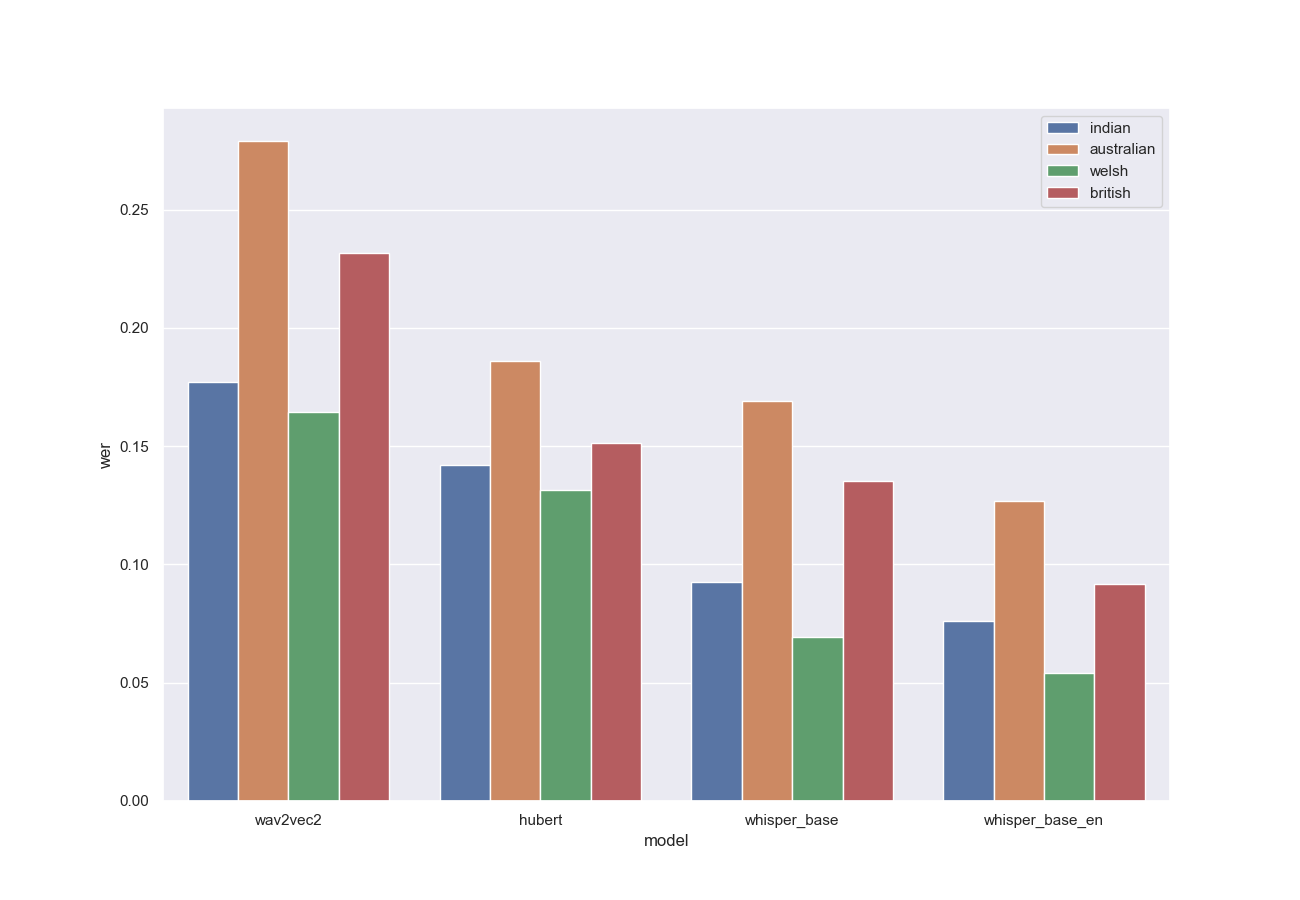 indian
australian
welsh
british
0.25
0.20
0.15
0.10
0.05
0.00
wer
wav2vec2 hubert whisper_base whisper_base_en
model